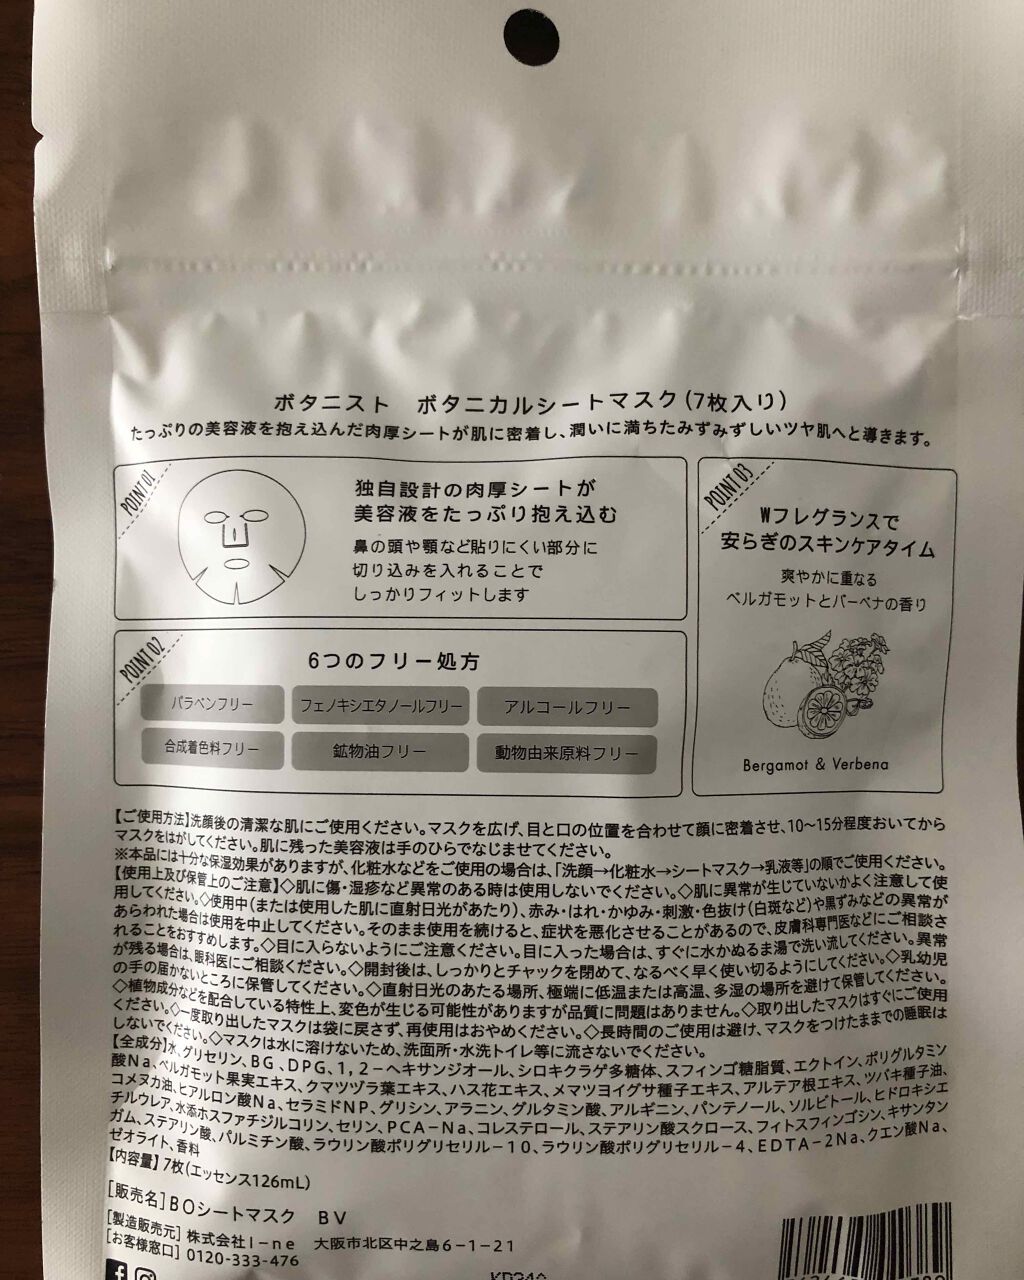 ボタニスト ボタニカルシートマスク(7枚入り)
たっぷりの美容液を抱え込んだ肉厚シートが肌に密着し、潤いに満ちたみずみずしいツヤ肌へと導きます。
POINT 01
独自設計の肉厚シートが
美容液をたっぷり抱え込む
鼻の頭や顎など貼りにくい部分に
切り込みを入れることで
しっかりフィットします
POINT 02
6つのフリー処方
パラベンフリー フェノキシエタノールフリー アルコールフリー
合成着色料フリー 鉱物油フリー 動物由来原料フリー
POINT 03
Wフレグランスで
安らぎのスキンケアタイム
爽やかに重なる
ベルガモットとバーベナの香り
Bergamot & Verbena
【ご使用方法】洗顔後の清潔な肌にご使用ください。マスクを広げ、目と口の位置を合わせて顔に密着させ、10〜15分程度おいてから
マスクをはがしてください。肌に残った美容液は手のひらでなじませてください。
※本品には十分な保湿効果がありますが、化粧水などをご使用の場合は、「洗顔→化粧水→シートマスク→乳液等」の順でご使用ください。
【使用上及び保管上のご注意】◇肌に傷・湿疹など異常のある時は使用しないでください。◇肌に異常が生じていないかよく注意して使
用してください。◇使用中(または使用した肌に直射日光があたり)、赤み・はれ・かゆみ・刺激・色抜け(白斑など)や黒ずみなどの異常が
あらわれた場合は使用を中止してください。そのまま使用を続けると、症状を悪化させることがあるので、皮膚科専門医などにご相談さ
れることをおすすめします。◇目に入らないようにご注意ください。目に入った場合は、すぐに水かぬるま湯で洗い流してください。異常
が残る場合は、眼科医にご相談ください。◇開封後は、しっかりとチャックを閉めて、なるべく早く使い切るようにしてください。◇乳幼児
の手の届かないところに保管してください。◇直射日光のあたる場所、極端に低温または高温、多湿の場所を避けて保管してください。
◇植物成分などを配合している特性上、変色が生じる可能性がありますが品質に問題はありません。◇取り出したマスクはすぐにご使用
ください。◇一度取り出したマスクは袋に戻さず、再使用はおやめください。◇長時間のご使用は避け、マスクをつけたままでの睡眠は
しないでください。◇マスクは水に溶けないため、洗面所・水洗トイレ等に流さないでください。
【全成分】水、グリセリン、BG、DPG、1,2-ヘキサンジオール、シロキクラゲ多糖体、スフィンゴ糖脂質、エクトイン、ポリグルタミン
酸Na、ベルガモット果実エキス、クマツヅラ葉エキス、ハス花エキス、メマツヨイグサ種子エキス、アルテア根エキス、ツバキ種子油、
コメヌカ油、ヒアルロン酸Na、セラミドNP、グリシン、アラニン、グルタミン酸、アルギニン、パンテノール、ソルビトール、ヒドロキシエ
チルウレア、水添ホスファチジルコリン、セリン、PCA-Na、コレステロール、ステアリン酸スクロース、フィトスフィンゴシン、キサンタン
ガム、ステアリン酸、パルミチン酸、ラウリン酸ポリグリセリル-10、ラウリン酸ポリグリセリル-4、EDTA-2Na、クエン酸Na、
ゼオライト、香料
【内容量】7枚(エッセンス126mL)
[販売名]BOシートマスク BV
[製造販売元]株式会社I-ne 大阪市北区中之島6-1-21
[お客様窓口]0120-333-476